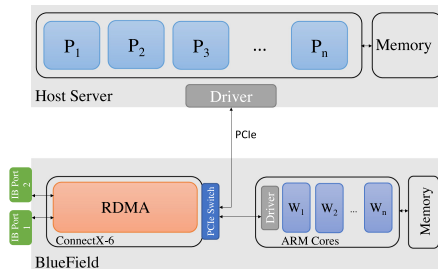 P1 P2 P3 ... Pn
Memory
Host Server
Driver
PCIe
IB Port 2
IB Port 1
RDMA
ConnectX-6
PCIe Switch
Driver
W1 W2 ... Wn
ARM Cores
Memory
BlueField